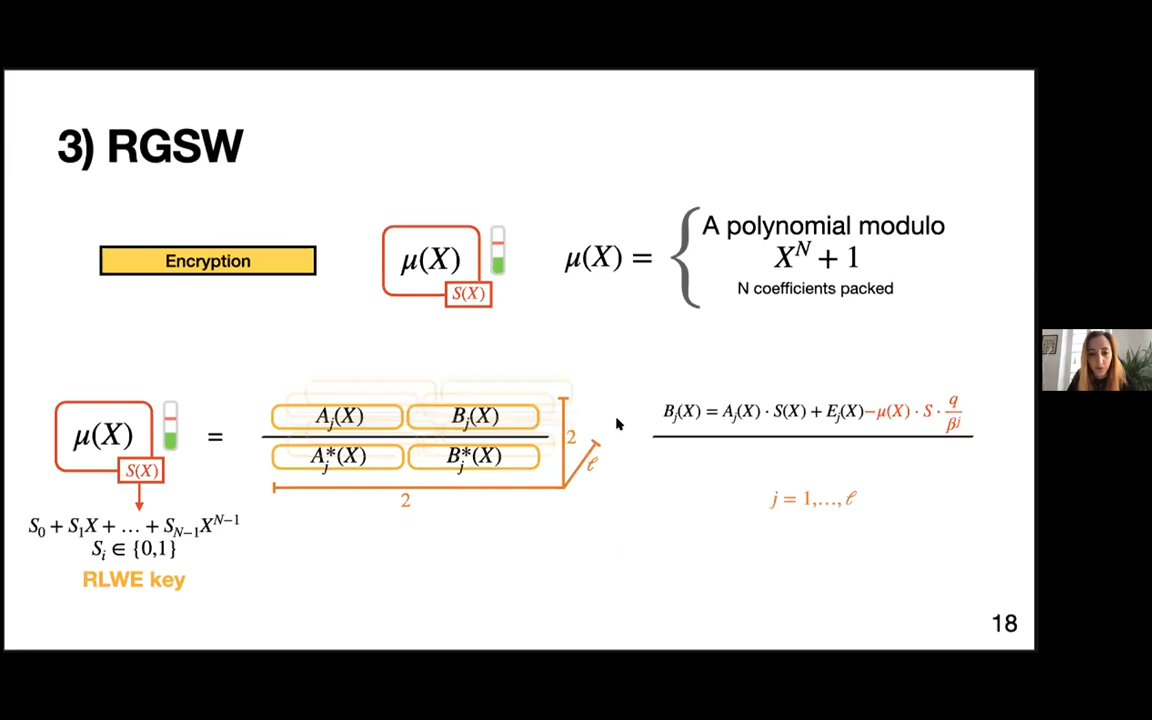 3) RGSW
Encryption
μ(X)
S(X)
μ(X) =
A polynomial modulo
X^N + 1
N coefficients packed
μ(X)
S(X)
=
A_j(X) B_j(X)
A_j*(X) B_j*(X)
2
2
ℓ
B_j(X) = A_j(X) · S(X) + E_j(X)−μ(X) · S · q/β^j
j = 1,…,ℓ
S_0 + S_1X + … + S_{N−1}X^{N−1}
S_i ∈ {0,1}
RLWE key
18